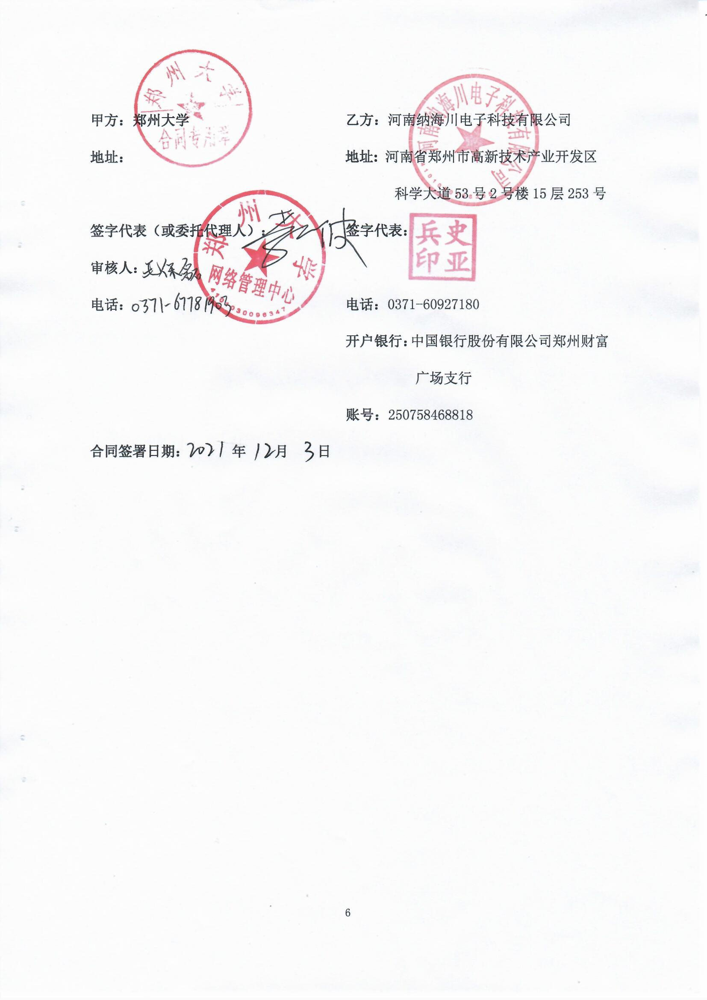 郑州大学
合同专用章
河南纳海川电子科技有限公司
甲方：郑州大学
乙方：河南纳海川电子科技有限公司
地址：
地址：河南省郑州市高新技术产业开发区
科学大道 53 号 2 号楼 15 层 253 号
郑州大学
网络管理中心
4101030096347
签字代表（或委托代理人）：
签字代表：
史亚
兵印
审核人：
电话：0371-67781903
电话：0371-60927180
开户银行：中国银行股份有限公司郑州财富
广场支行
账号：250758468818
合同签署日期：2021 年 12月 3日
6